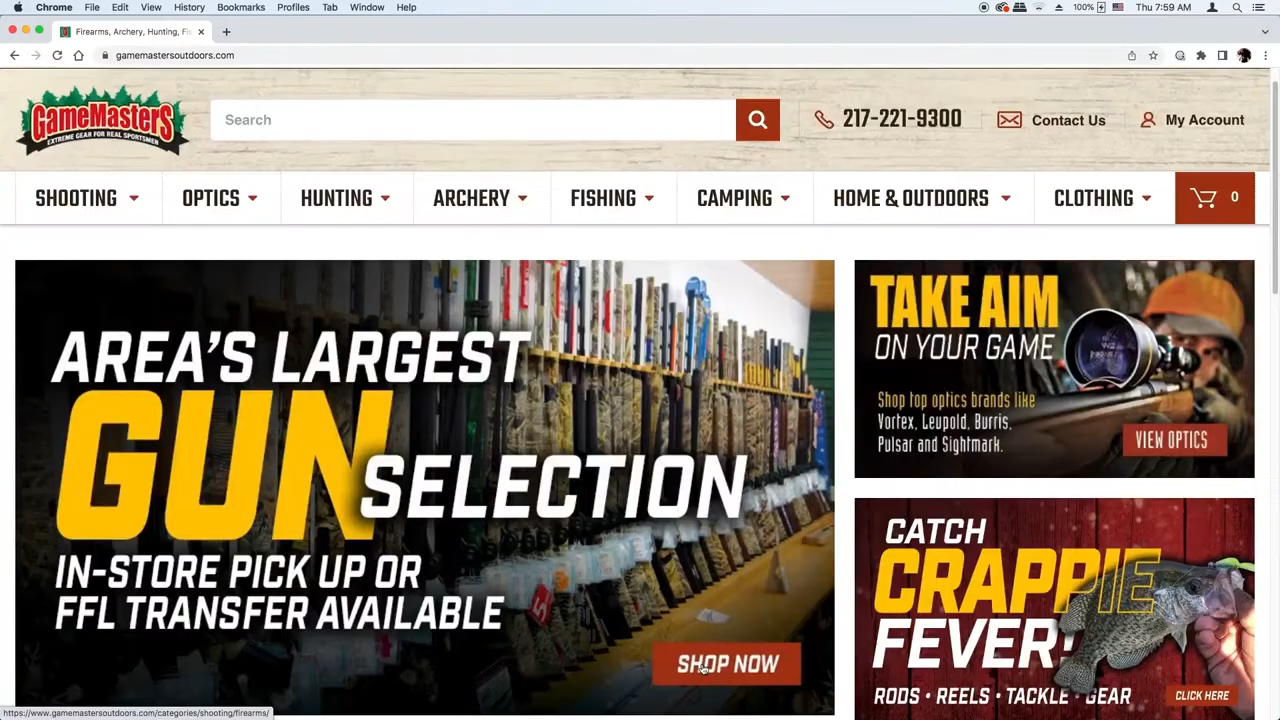 Chrome File Edit View History Bookmarks Profiles Tab Window Help 100% Thu 7:59 AM
Firearms, Archery, Hunting, Fis
gamemastersoutdoors.com
GameMasters
EXTREME GEAR FOR REAL SPORTSMEN
Search
217-221-9300
Contact Us
My Account
SHOOTING OPTICS HUNTING ARCHERY FISHING CAMPING HOME & OUTDOORS CLOTHING 0
AREA'S LARGEST
GUN
SELECTION
IN-STORE PICK UP OR
FFL TRANSFER AVAILABLE
SHOP NOW
TAKE AIM
ON YOUR GAME
Shop top optics brands like
Vortex, Leupold, Burris,
Pulsar and Sightmark.
VIEW OPTICS
CATCH
CRAPPIE
FEVER!
RODS • REELS • TACKLE • GEAR
CLICK HERE
https://www.gamemastersoutdoors.com/categories/shooting/firearms/